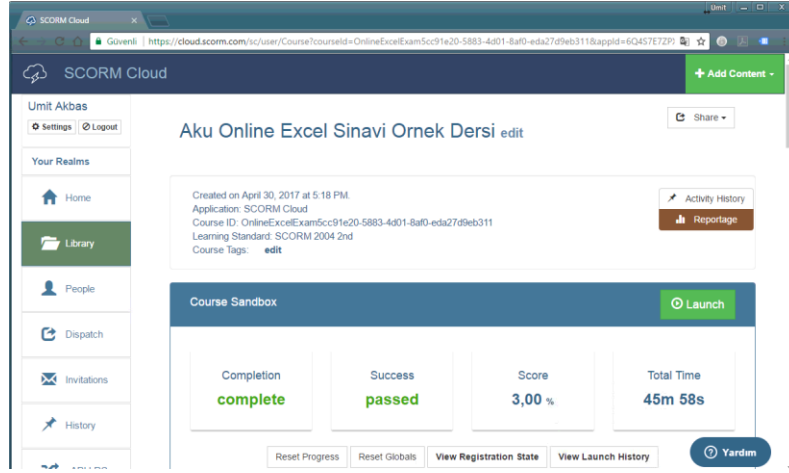 Umit
SCORM Cloud
Güvenli
https://cloud.scorm.com/sc/user/Course?courseId=OnlineExcelExam5cc91e20-5883-4d01-8af0-eda27d9eb311&appId=6Q4S7E7ZP
SCORM Cloud
Add Content
Umit Akbas
Settings
Logout
Aku Online Excel Sinavi Ornek Dersi edit
Share
Your Realms
Home
Created on April 30, 2017 at 5:18 PM.
Application: SCORM Cloud
Course ID: OnlineExcelExam5cc91e20-5883-4d01-8af0-eda27d9eb311
Learning Standard: SCORM 2004 2nd
Course Tags: edit
Activity History
Reportage
Library
People
Dispatch
Invitations
History
Course Sandbox
Launch
Completion
complete
Success
passed
Score
3,00 %
Total Time
45m 58s
Reset Progress
Reset Globals
View Registration State
View Launch History
Yardım